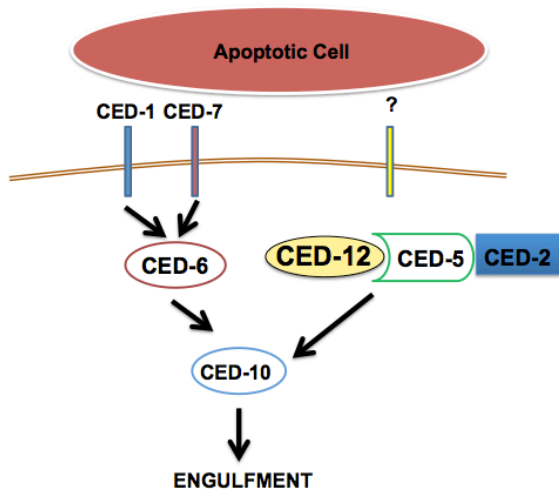 Apoptotic Cell
CED-1 CED-7 ?
CED-6 CED-12 CED-5 CED-2
CED-10
ENGULFMENT